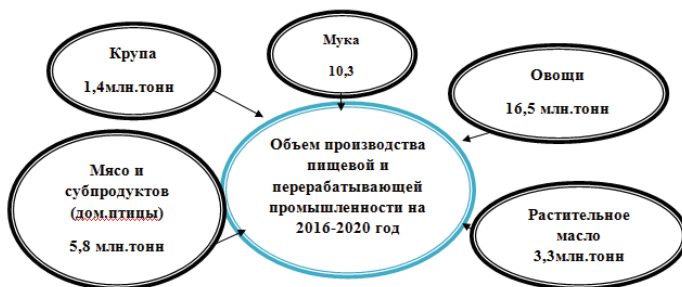 Крупа
1,4млн.тонн
Мука
10,3
Овощи
16,5 млн.тонн
Объем производства
пищевой и
перерабатывающей
промышленности на
2016-2020 год
Мясо и
субпродуктов
(дом.птицы)
5,8 млн.тонн
Растительное
масло
3,3млн.тонн